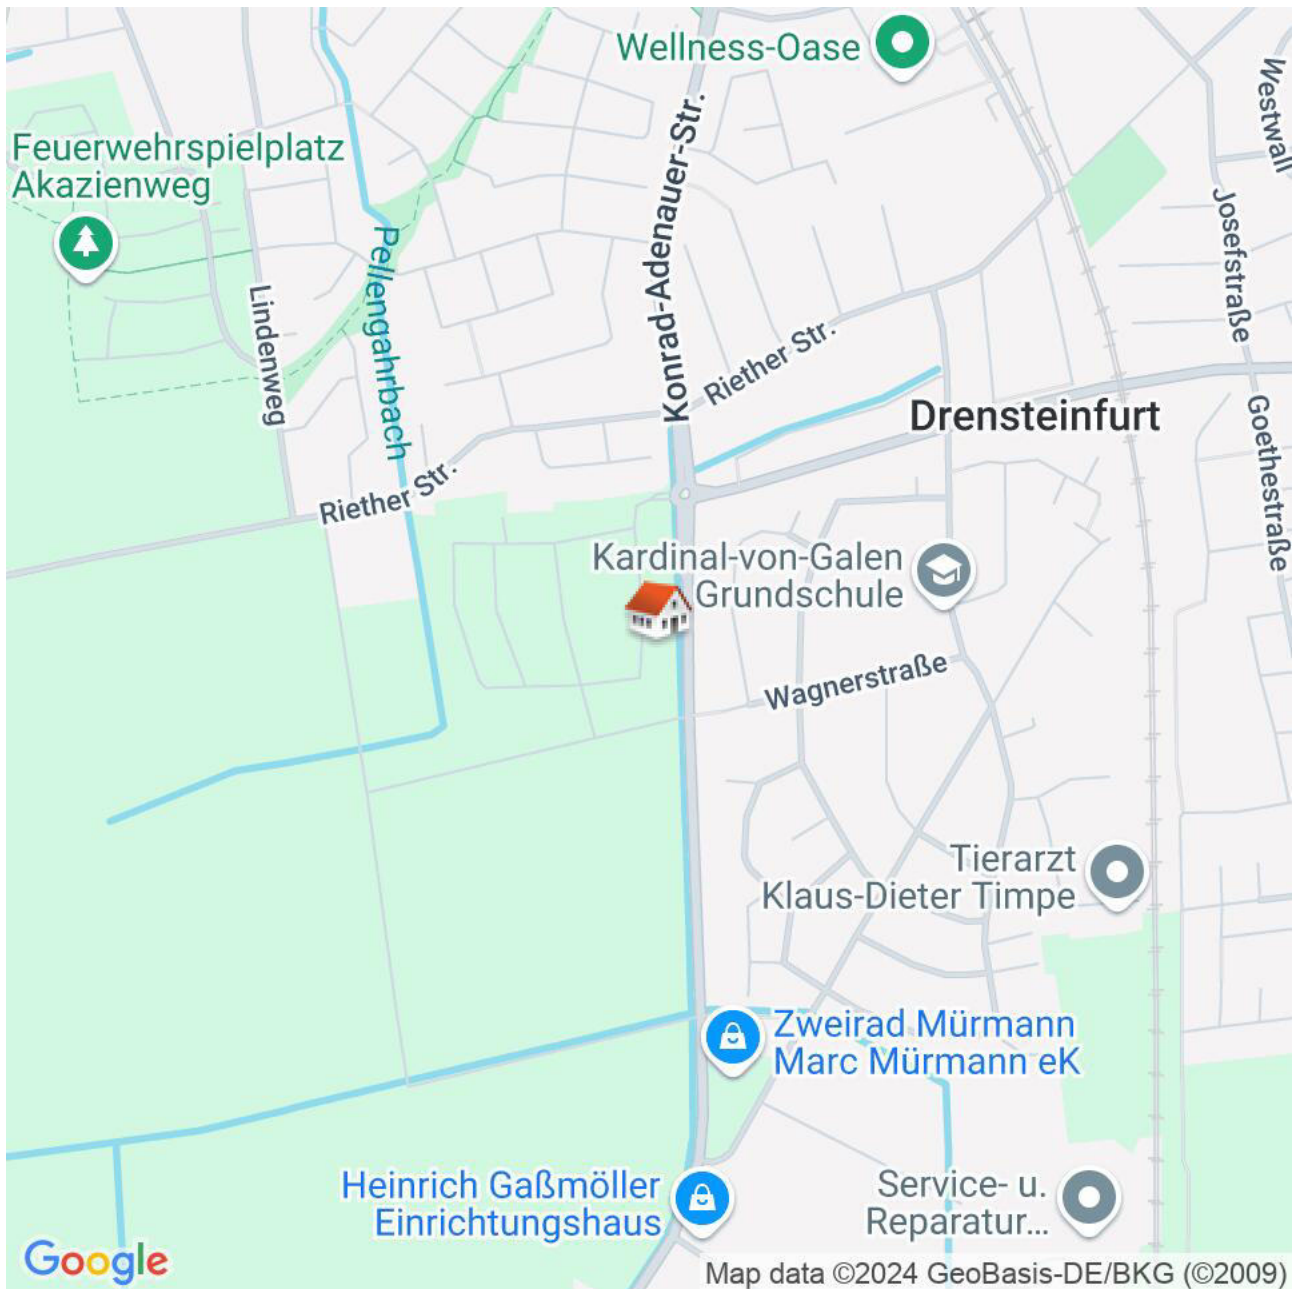 Wellness-Oase
Westwall
Feuerwehrspielplatz
Akazienweg
Konrad-Adenauer-Str.
Josefstraße
Pellengahrbach
Lindenweg
Riether Str.
Drensteinfurt
Goethestraße
Riether Str.
Kardinal-von-Galen
Grundschule
Wagnerstraße
Tierarzt
Klaus-Dieter Timpe
Zweirad Mürmann
Marc Mürmann eK
Heinrich Gaßmöller
Einrichtungshaus
Service- u.
Reparatur...
Google
Map data ©2024 GeoBasis-DE/BKG (©2009)